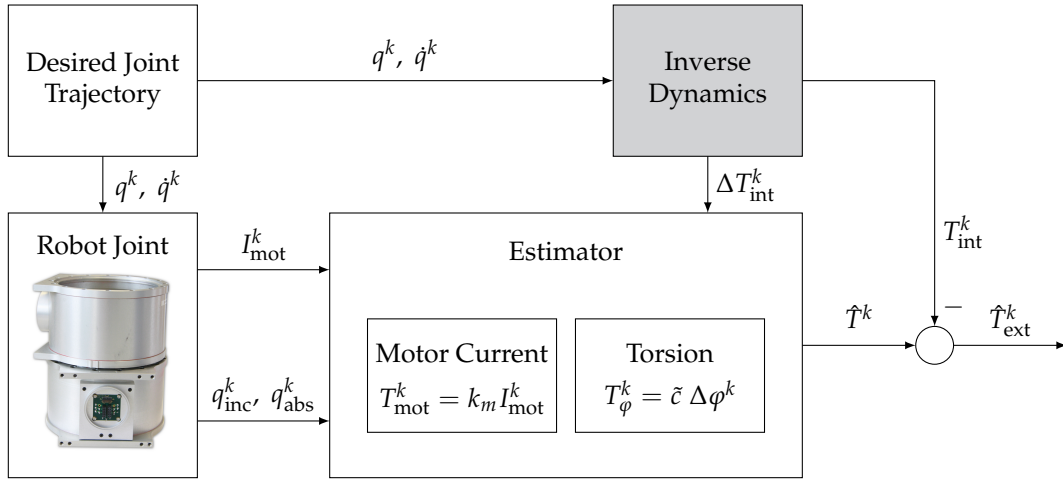 Desired Joint
Trajectory
q^k, q̇^k
Inverse
Dynamics
q^k, q̇^k
ΔT^k_int
Robot Joint
I^k_mot
Estimator
T^k_int
Motor Current
T^k_mot = k_m I^k_mot
Torsion
T^k_φ = c̃ Δφ^k
T̂^k
−
T̂^k_ext
q^k_inc, q^k_abs